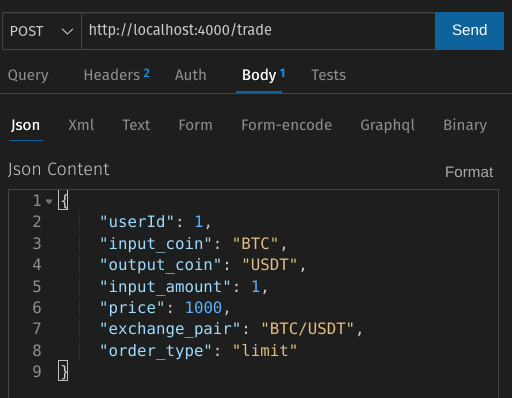 POST http://localhost:4000/trade Send
Query Headers 2 Auth Body 1 Tests
Json Xml Text Form Form-encode Graphql Binary
Json Content Format
1 {
2 "userId": 1,
3 "input_coin": "BTC",
4 "output_coin": "USDT",
5 "input_amount": 1,
6 "price": 1000,
7 "exchange_pair": "BTC/USDT",
8 "order_type": "limit"
9 }